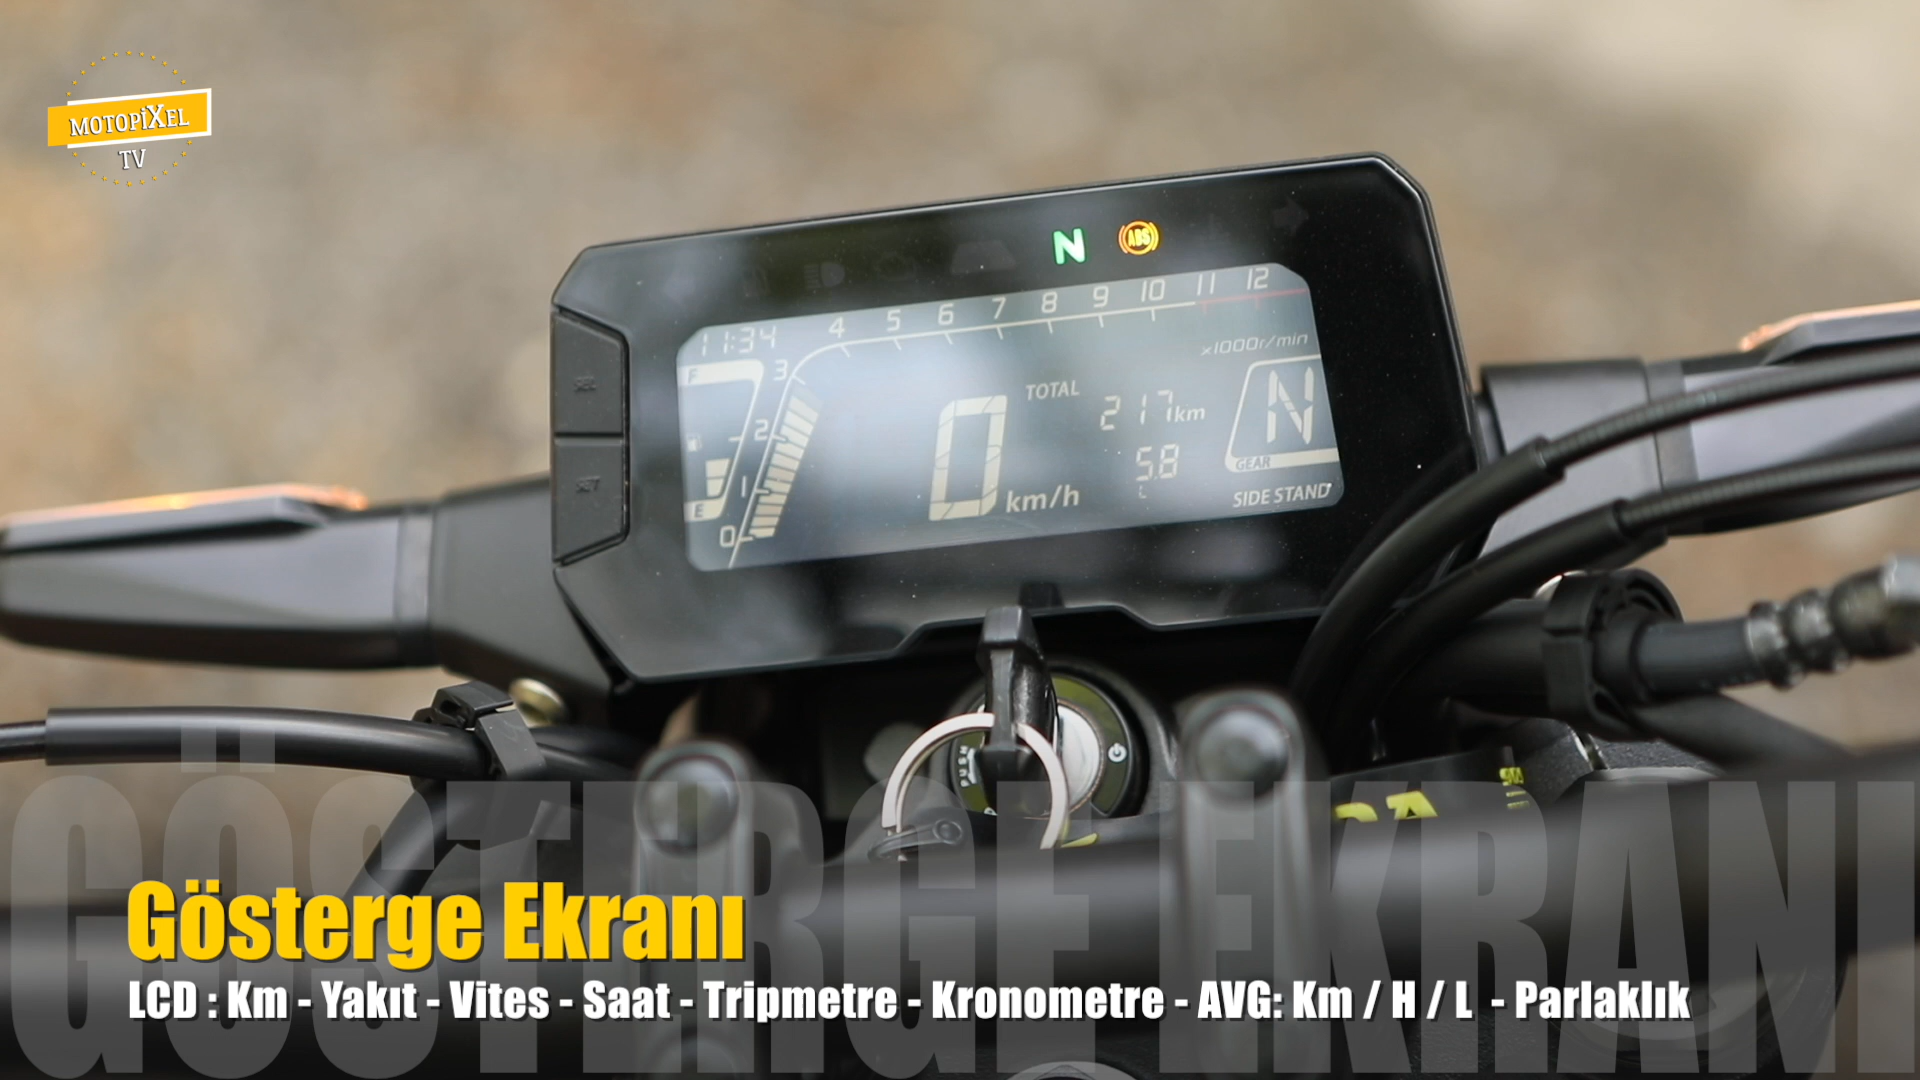 MOTOPiXEL
TV
N
ABS
11:34
4 5 6 7 8 9 10 11 12
x1000r/min
F
3
2
1
0
E
SEL
SET
TOTAL
217km
5.8
L
0 km/h
N
GEAR
SIDE STAND
PUSH
GÖSTERGE EKRANI
Gösterge Ekranı
LCD : Km - Yakıt - Vites - Saat - Tripmetre - Kronometre - AVG: Km / H / L - Parlaklık